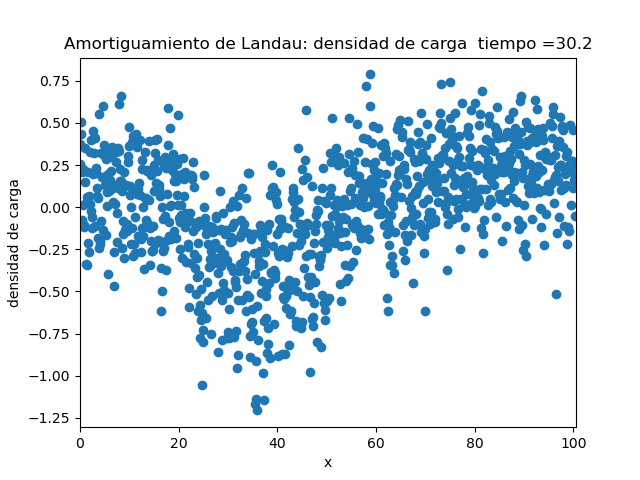 Amortiguamiento de Landau: densidad de carga  tiempo =30.2
densidad de carga
0.75
0.50
0.25
0.00
−0.25
−0.50
−0.75
−1.00
−1.25
0 20 40 60 80 100
x